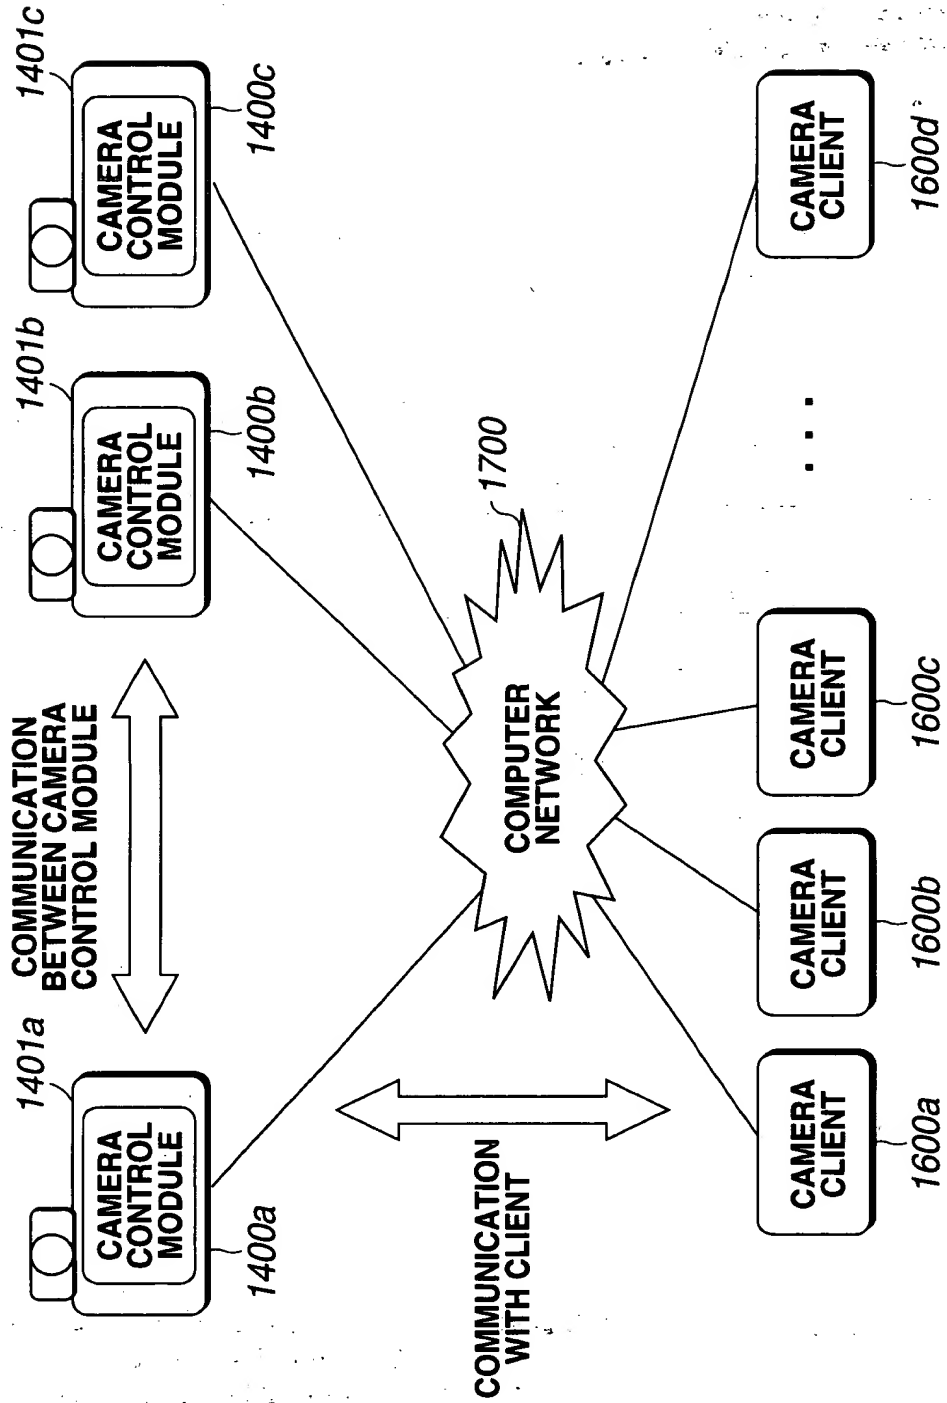 1401a
CAMERA
CONTROL
MODULE
1400a
COMMUNICATION
BETWEEN CAMERA
CONTROL MODULE
1401b
CAMERA
CONTROL
MODULE
1400b
1401c
CAMERA
CONTROL
MODULE
1400c
COMMUNICATION
WITH CLIENT
COMPUTER
NETWORK
1700
CAMERA
CLIENT
1600a
CAMERA
CLIENT
1600b
CAMERA
CLIENT
1600c
. . .
CAMERA
CLIENT
1600d